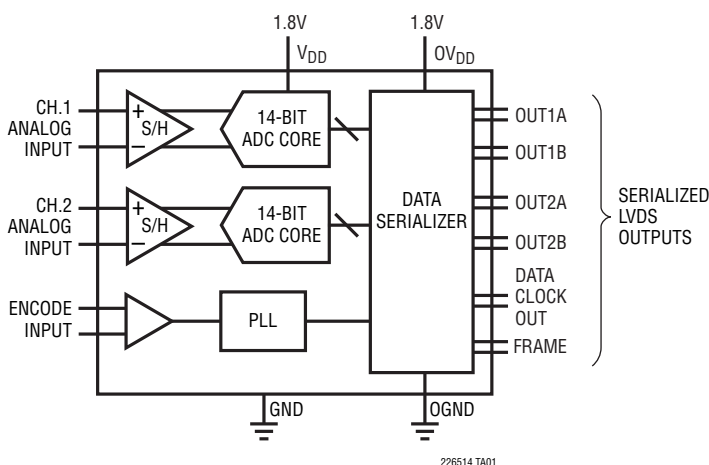 1.8V
1.8V
V_DD
OV_DD
CH.1
ANALOG
INPUT
+
S/H
−
14-BIT
ADC CORE
OUT1A
OUT1B
CH.2
ANALOG
INPUT
+
S/H
−
14-BIT
ADC CORE
DATA
SERIALIZER
OUT2A
OUT2B
SERIALIZED
LVDS
OUTPUTS
ENCODE
INPUT
PLL
DATA
CLOCK
OUT
FRAME
GND
OGND
226514 TA01